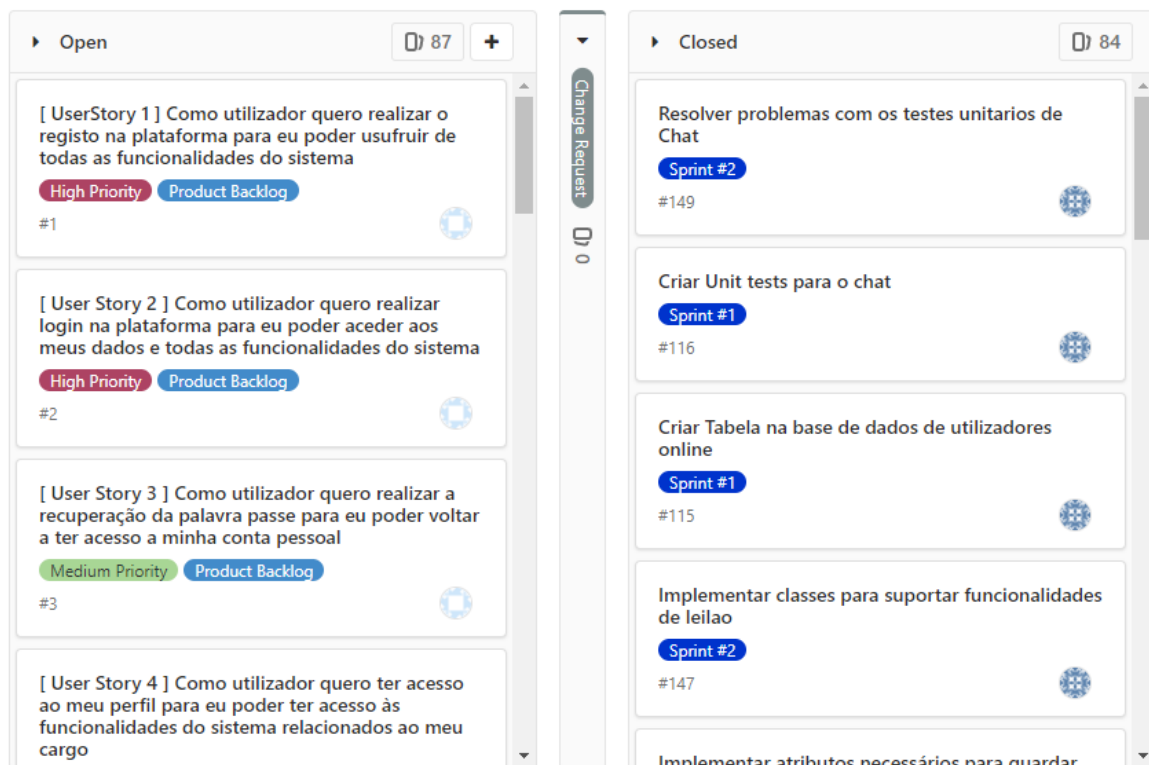 Open
87
+
[ UserStory 1 ] Como utilizador quero realizar o
registo na plataforma para eu poder usufruir de
todas as funcionalidades do sistema
High Priority Product Backlog
#1
[ User Story 2 ] Como utilizador quero realizar
login na plataforma para eu poder aceder aos
meus dados e todas as funcionalidades do sistema
High Priority Product Backlog
#2
[ User Story 3 ] Como utilizador quero realizar a
recuperação da palavra passe para eu poder voltar
a ter acesso a minha conta pessoal
Medium Priority Product Backlog
#3
[ User Story 4 ] Como utilizador quero ter acesso
ao meu perfil para eu poder ter acesso às
funcionalidades do sistema relacionados ao meu
cargo
Change Request
0
Closed
84
Resolver problemas com os testes unitarios de
Chat
Sprint #2
#149
Criar Unit tests para o chat
Sprint #1
#116
Criar Tabela na base de dados de utilizadores
online
Sprint #1
#115
Implementar classes para suportar funcionalidades
de leilao
Sprint #2
#147
Implementar atributos necessários para guardar